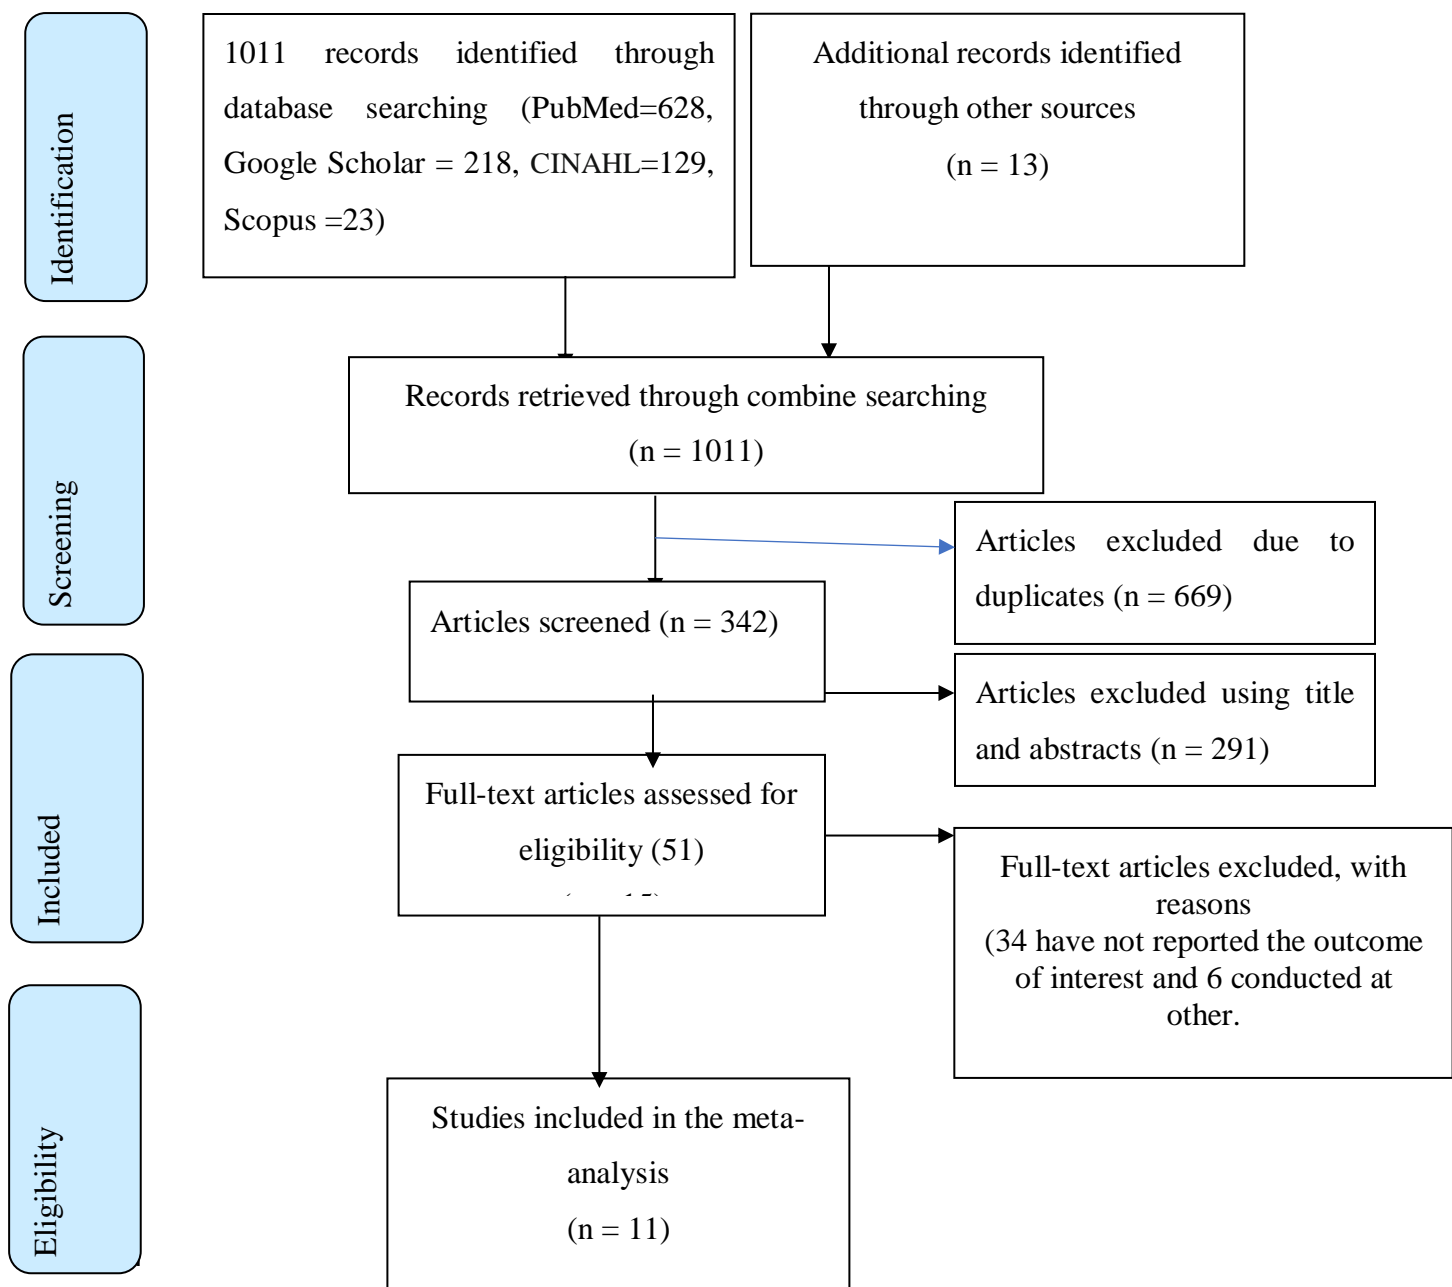 Identification
1011 records identified through
database searching (PubMed=628,
Google Scholar = 218, CINAHL=129,
Scopus =23)
Additional records identified
through other sources
(n = 13)
Screening
Records retrieved through combine searching
(n = 1011)
Articles excluded due to
duplicates (n = 669)
Articles screened (n = 342)
Included
Articles excluded using title
and abstracts (n = 291)
Full-text articles assessed for
eligibility (51)
Full-text articles excluded, with
reasons
(34 have not reported the outcome
of interest and 6 conducted at
other.
Eligibility
Studies included in the meta-
analysis
(n = 11)